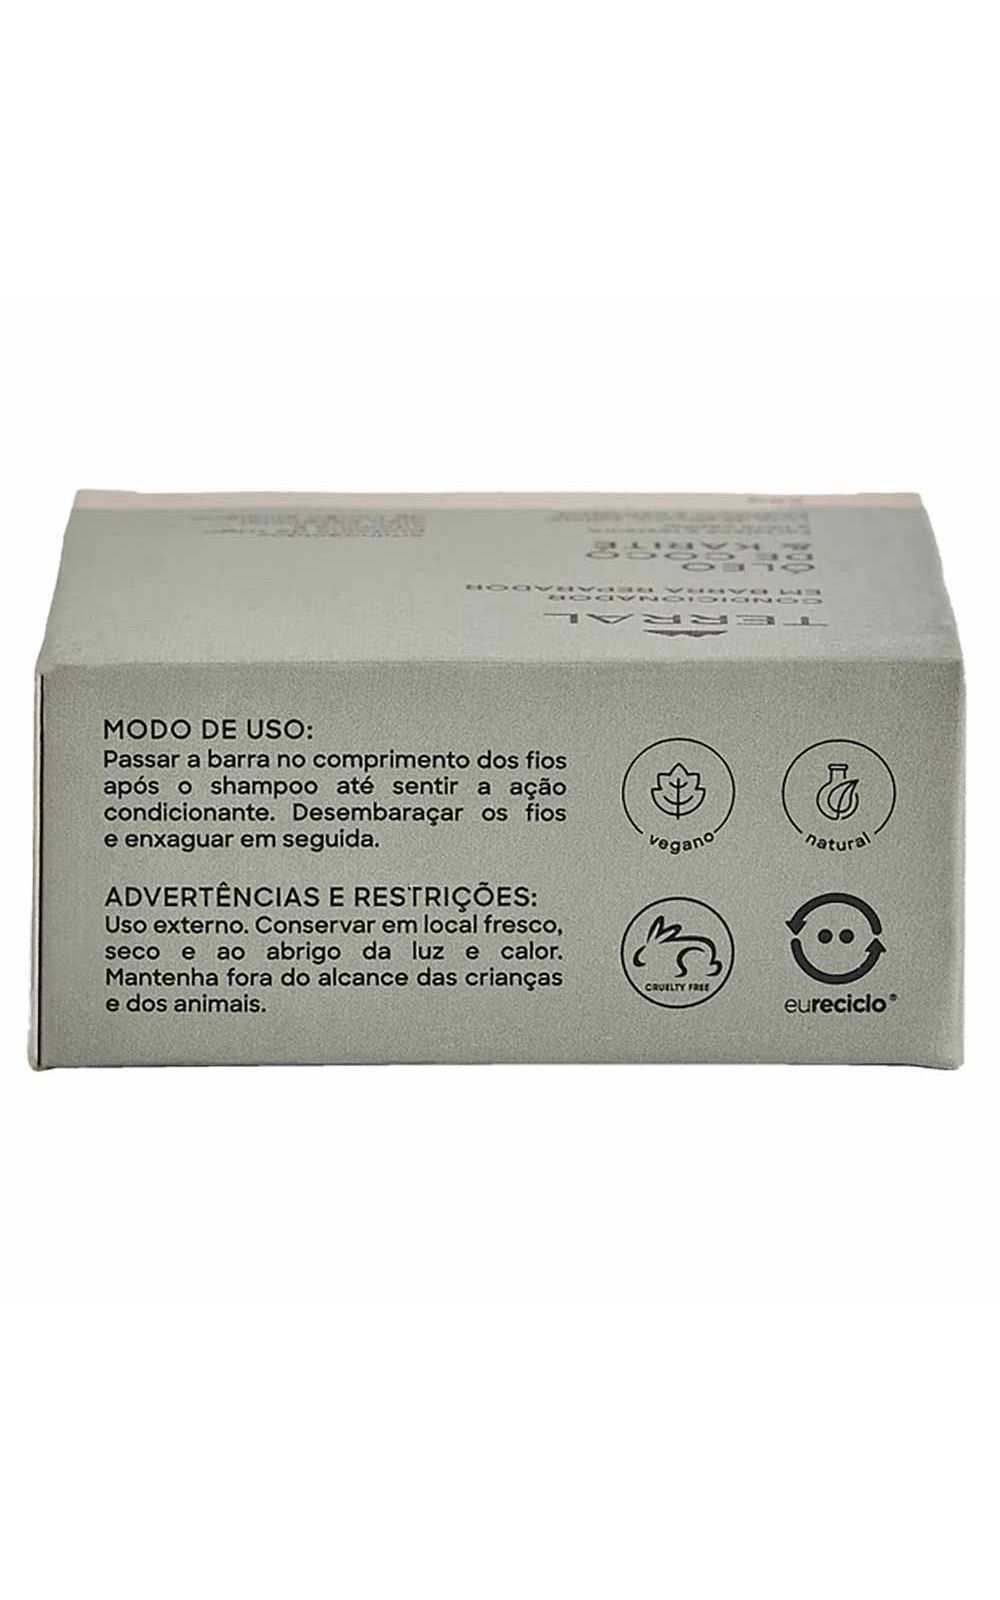 TERRAL
CONDICIONADOR
EM BARRA REPARADOR
ÓLEO
DE COCO
& KARITÉ
MODO DE USO:
Passar a barra no comprimento dos fios
após o shampoo até sentir a ação
condicionante. Desembaraçar os fios
e enxaguar em seguida.
ADVERTÊNCIAS E RESTRIÇÕES:
Uso externo. Conservar em local fresco,
seco e ao abrigo da luz e calor.
Mantenha fora do alcance das crianças
e dos animais.
vegano
natural
CRUELTY FREE
eureciclo®